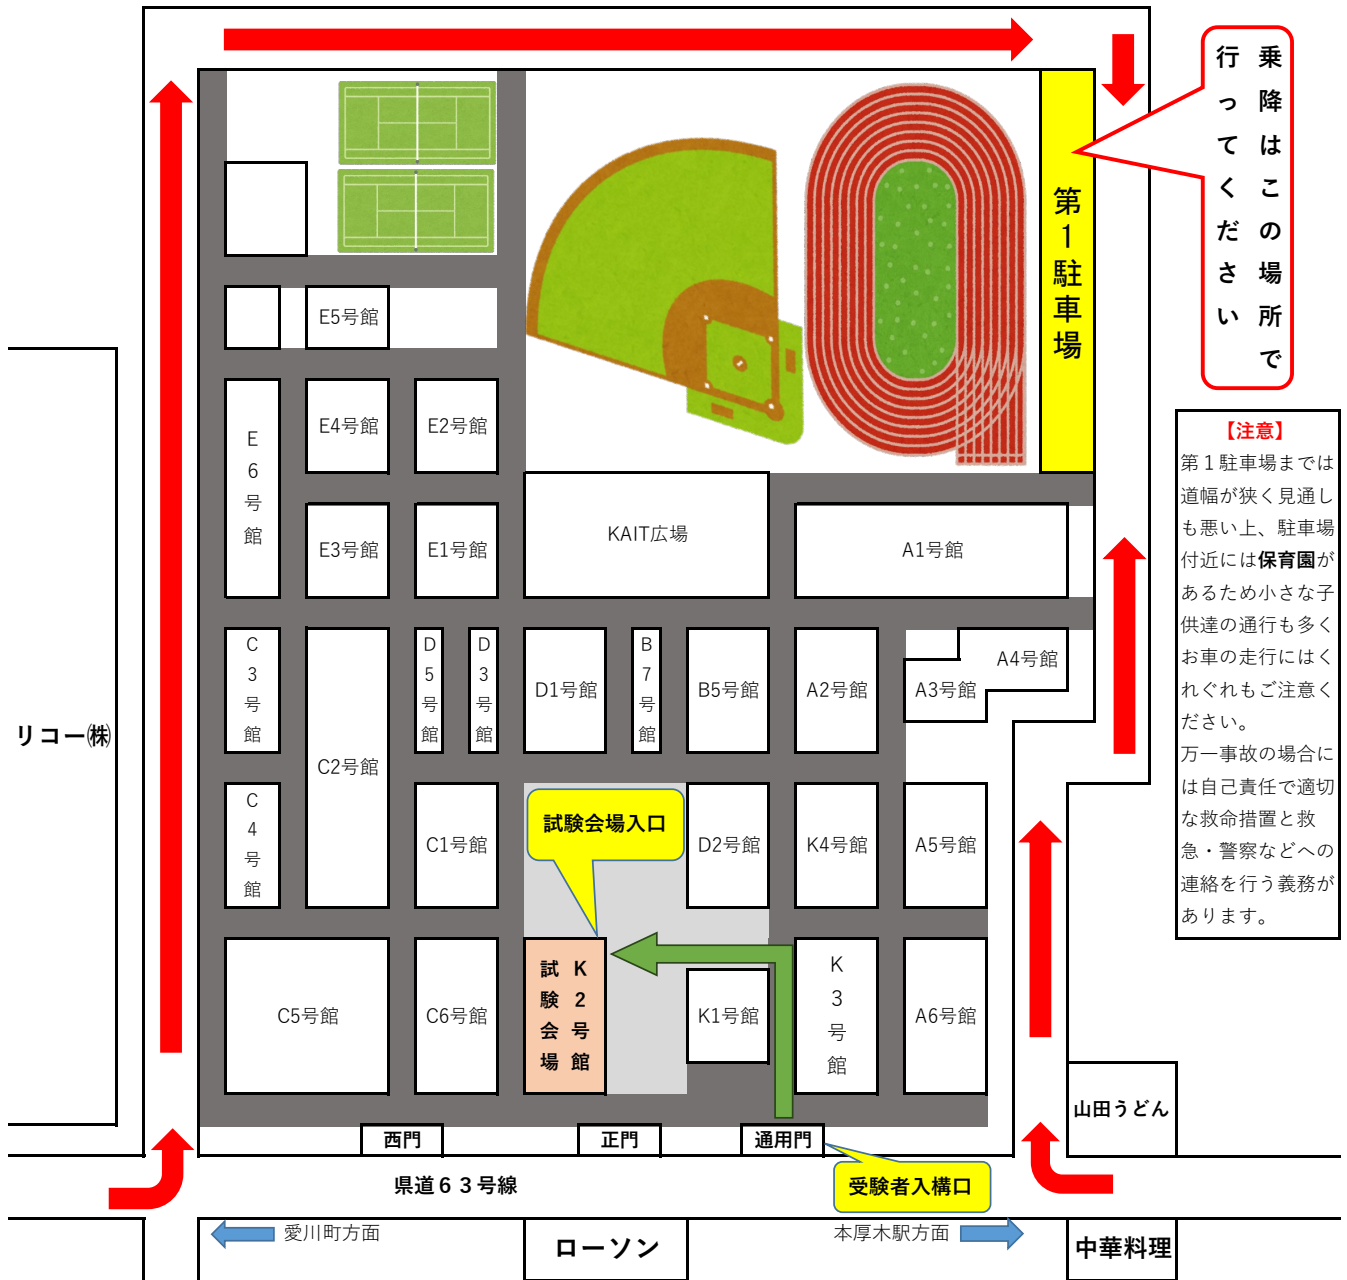 乗降はこの場所で
行ってください
第１駐車場
E5号館
E6号館
E4号館
E2号館
E3号館
E1号館
KAIT広場
A1号館
【注意】
第１駐車場までは
道幅が狭く見通し
も悪い上、駐車場
付近には保育園が
あるため小さな子
供達の通行も多く
お車の走行にはく
れぐれもご注意く
ださい。
万一事故の場合に
は自己責任で適切
な救命措置と救
急・警察などへの
連絡を行う義務が
あります。
C3号館
C2号館
D5号館
D3号館
D1号館
B7号館
B5号館
A2号館
A3号館
A4号館
リコー㈱
C4号館
C1号館
試験会場入口
D2号館
K4号館
A5号館
C5号館
C6号館
K2号館
試験会場
K1号館
K3号館
A6号館
山田うどん
西門
正門
通用門
県道６３号線
受験者入構口
愛川町方面
ローソン
本厚木駅方面
中華料理